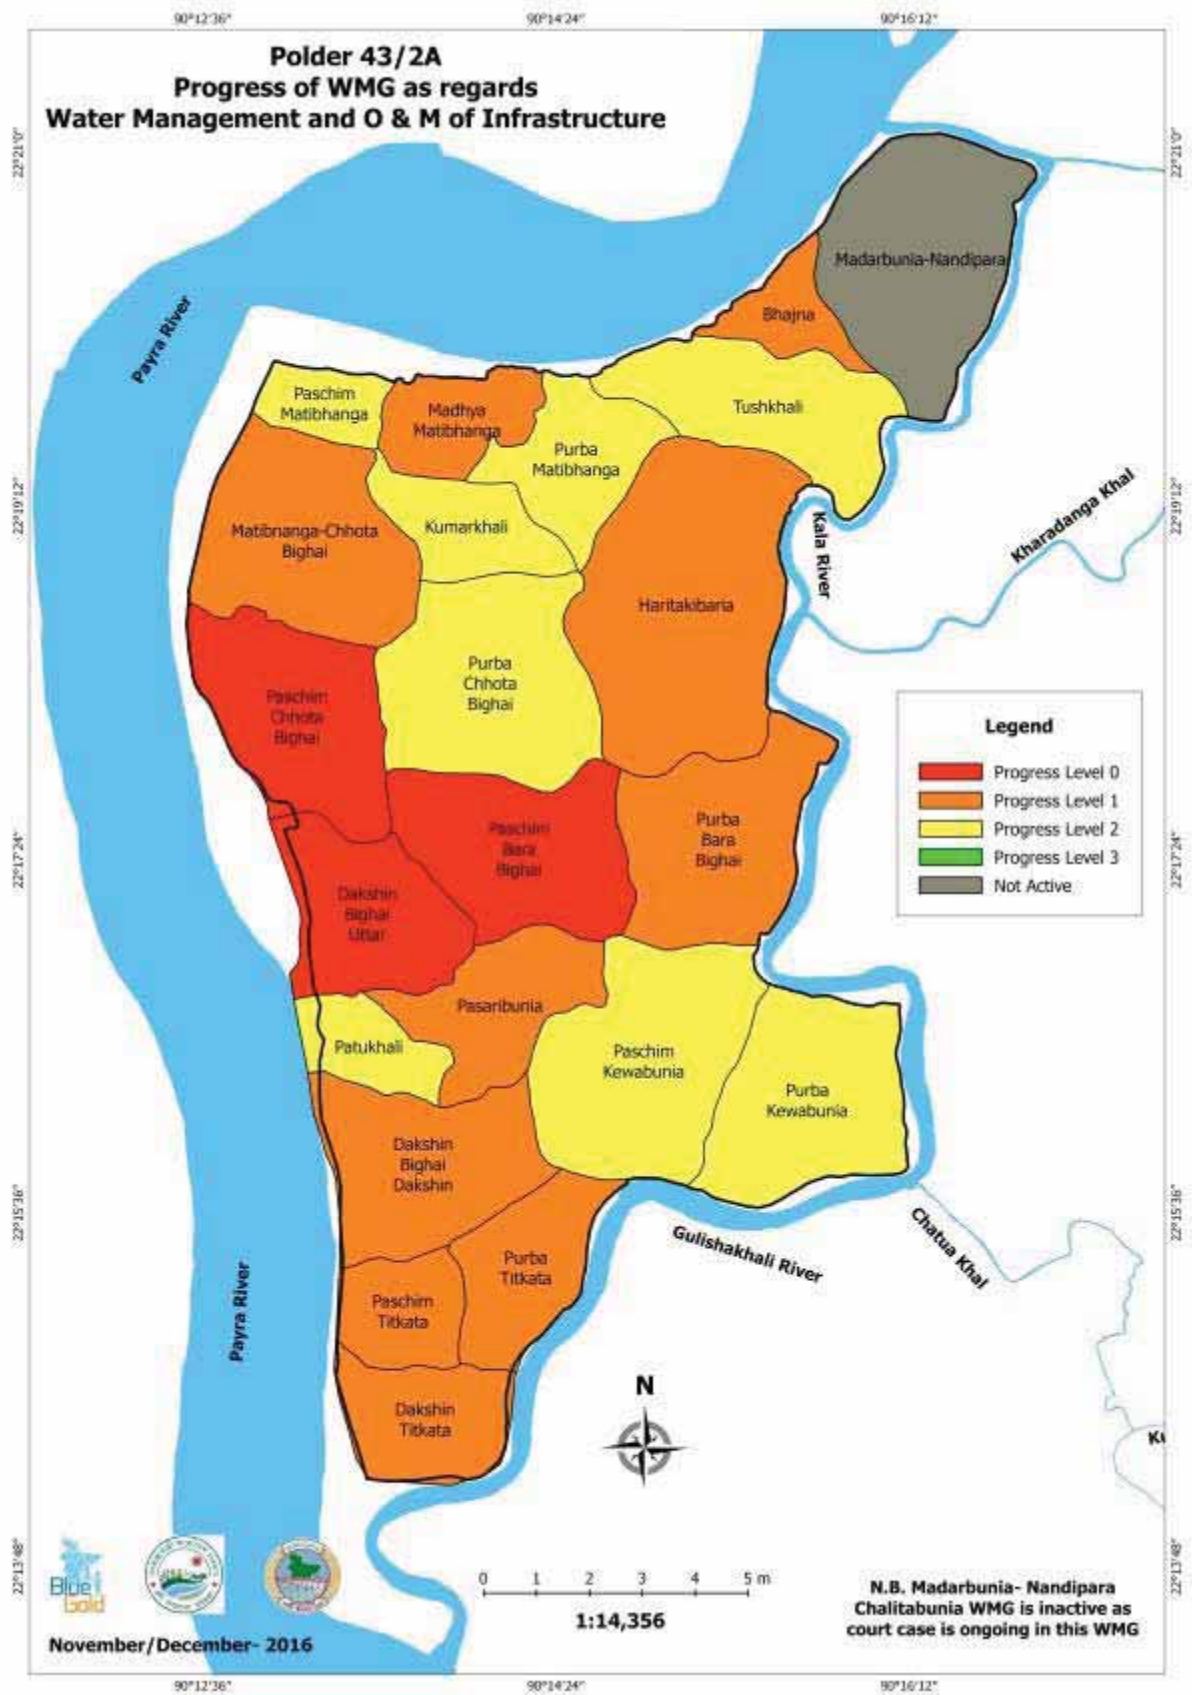 90°12'36"
90°14'24"
90°16'12"
Polder 43/2A
Progress of WMG as regards
Water Management and O & M of Infrastructure
22°21'0"
22°21'0"
Madarbunia-Nandipara
Bhajna
Payra River
Paschim
Matibhanga
Madhya
Matibhanga
Tushkhali
Purba
Matibhanga
22°19'12"
22°19'12"
Kharadanga Khal
Matibnanga-Chhota
Bighai
Kumarkhali
Kala River
Haritakibaria
Purba
Chhota
Bighai
Paschim
Chhota
Bighai
Legend
Progress Level 0
Progress Level 1
Progress Level 2
Progress Level 3
Not Active
22°17'24"
22°17'24"
Paschim
Bara
Bighai
Purba
Bara
Bighai
Dakshin
Bighai
Uttar
Pasaribunia
Patukhali
Paschim
Kewabunia
Purba
Kewabunia
Dakshin
Bighai
Dakshin
22°15'36"
22°15'36"
Gulishakhali River
Chatua Khal
Purba
Titkata
Payra River
Paschim
Titkata
N
Dakshin
Titkata
Ku
22°13'48"
22°13'48"
Blue
Gold
0 1 2 3 4 5 m
1:14,356
N.B. Madarbunia- Nandipara
Chalitabunia WMG is inactive as
court case is ongoing in this WMG
November/December- 2016
90°12'36"
90°14'24"
90°16'12"